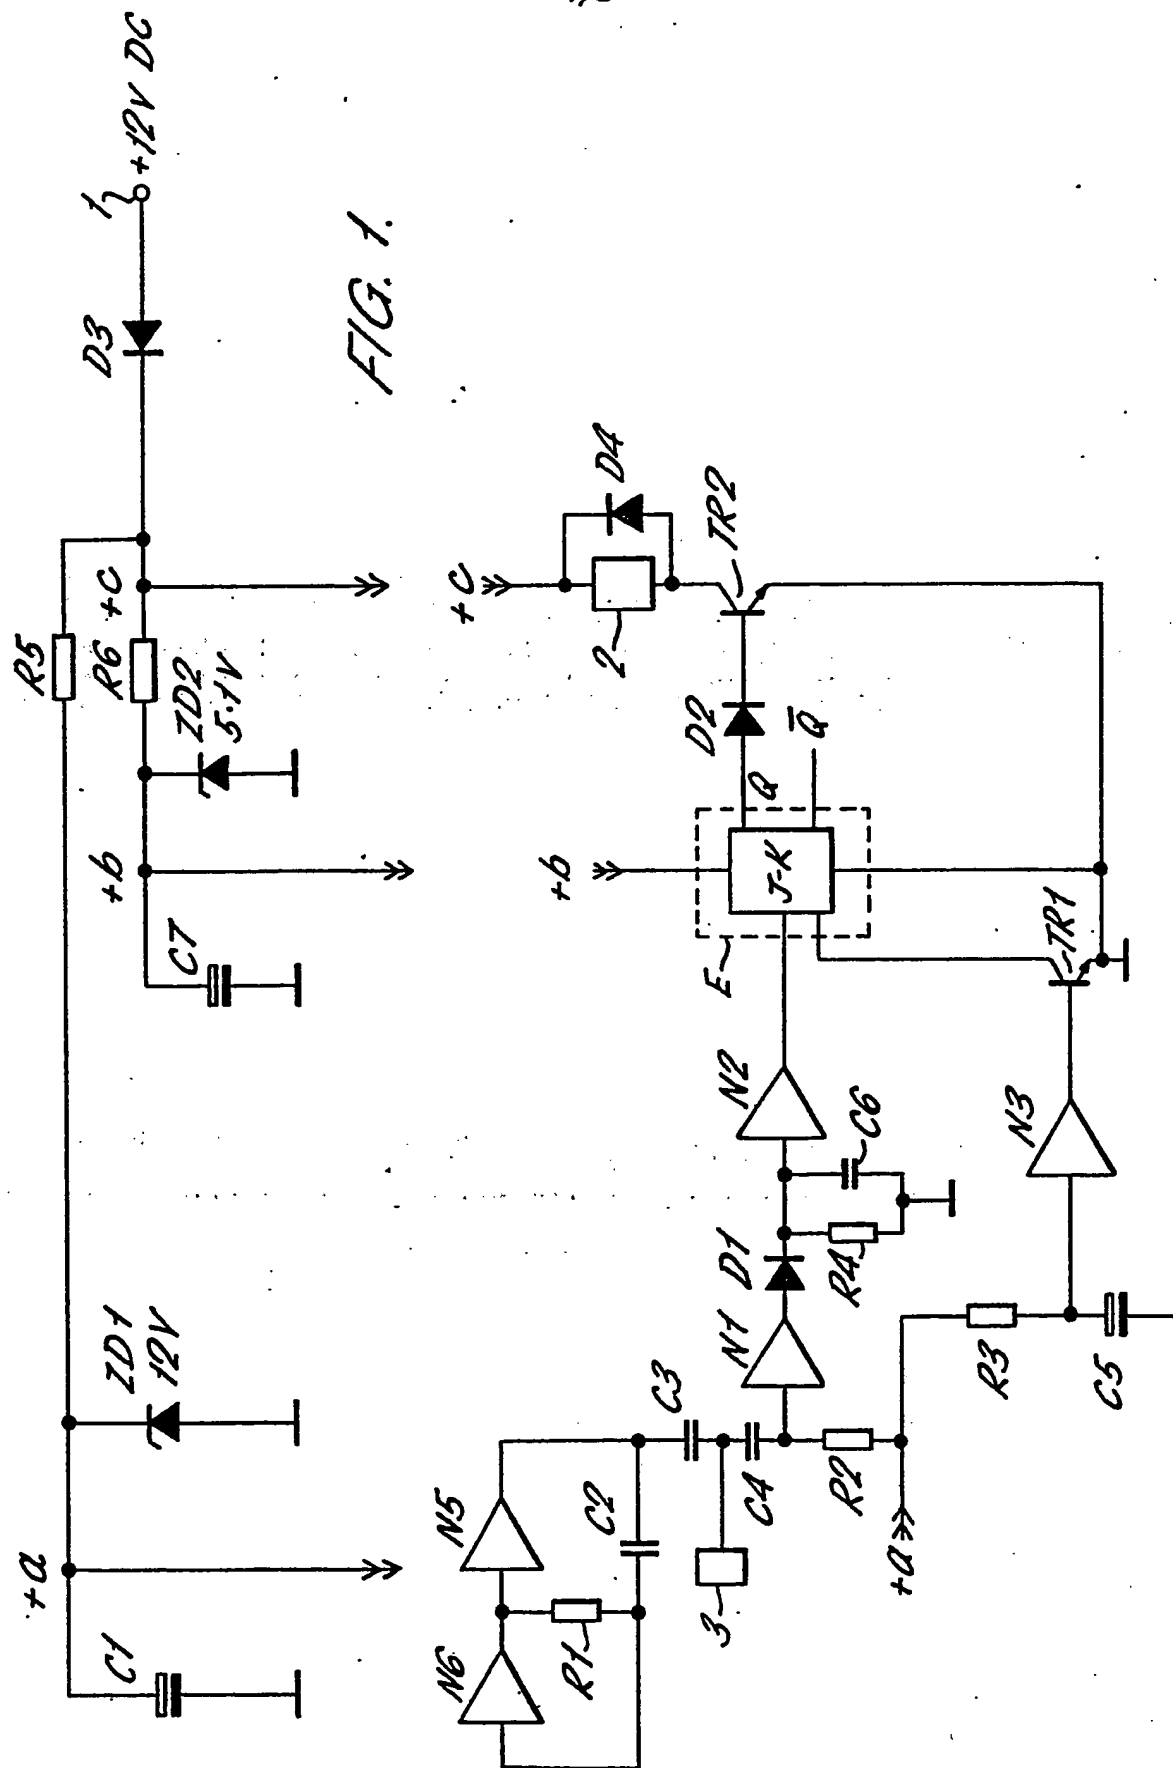 1
+12V DC
D3
FIG. 1.
R5
+c
R6
ZD2
5·1V
+b
C7
ZD1
12V
+a
C1
+c
D4
2
TR2
D2
Q
Q̅
+b
J-K
E
TR1
N2
C6
N3
D1
R4
N1
R3
C5
C3
C4
R2
+a
N5
C2
3
N6
R1